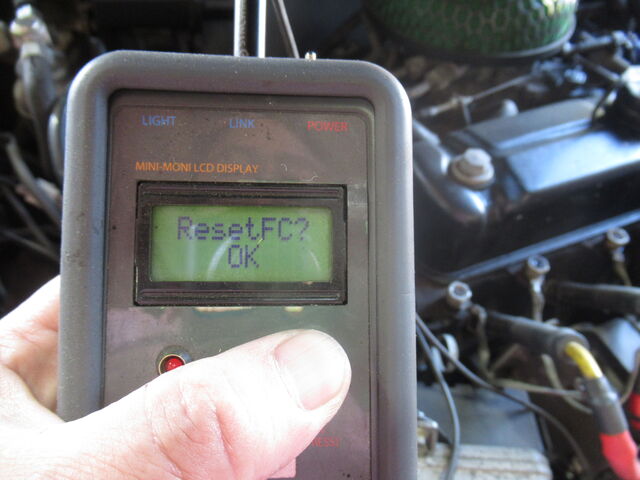 LIGHT LINK POWER
MINI-MONI LCD DISPLAY
ResetFC?
OK